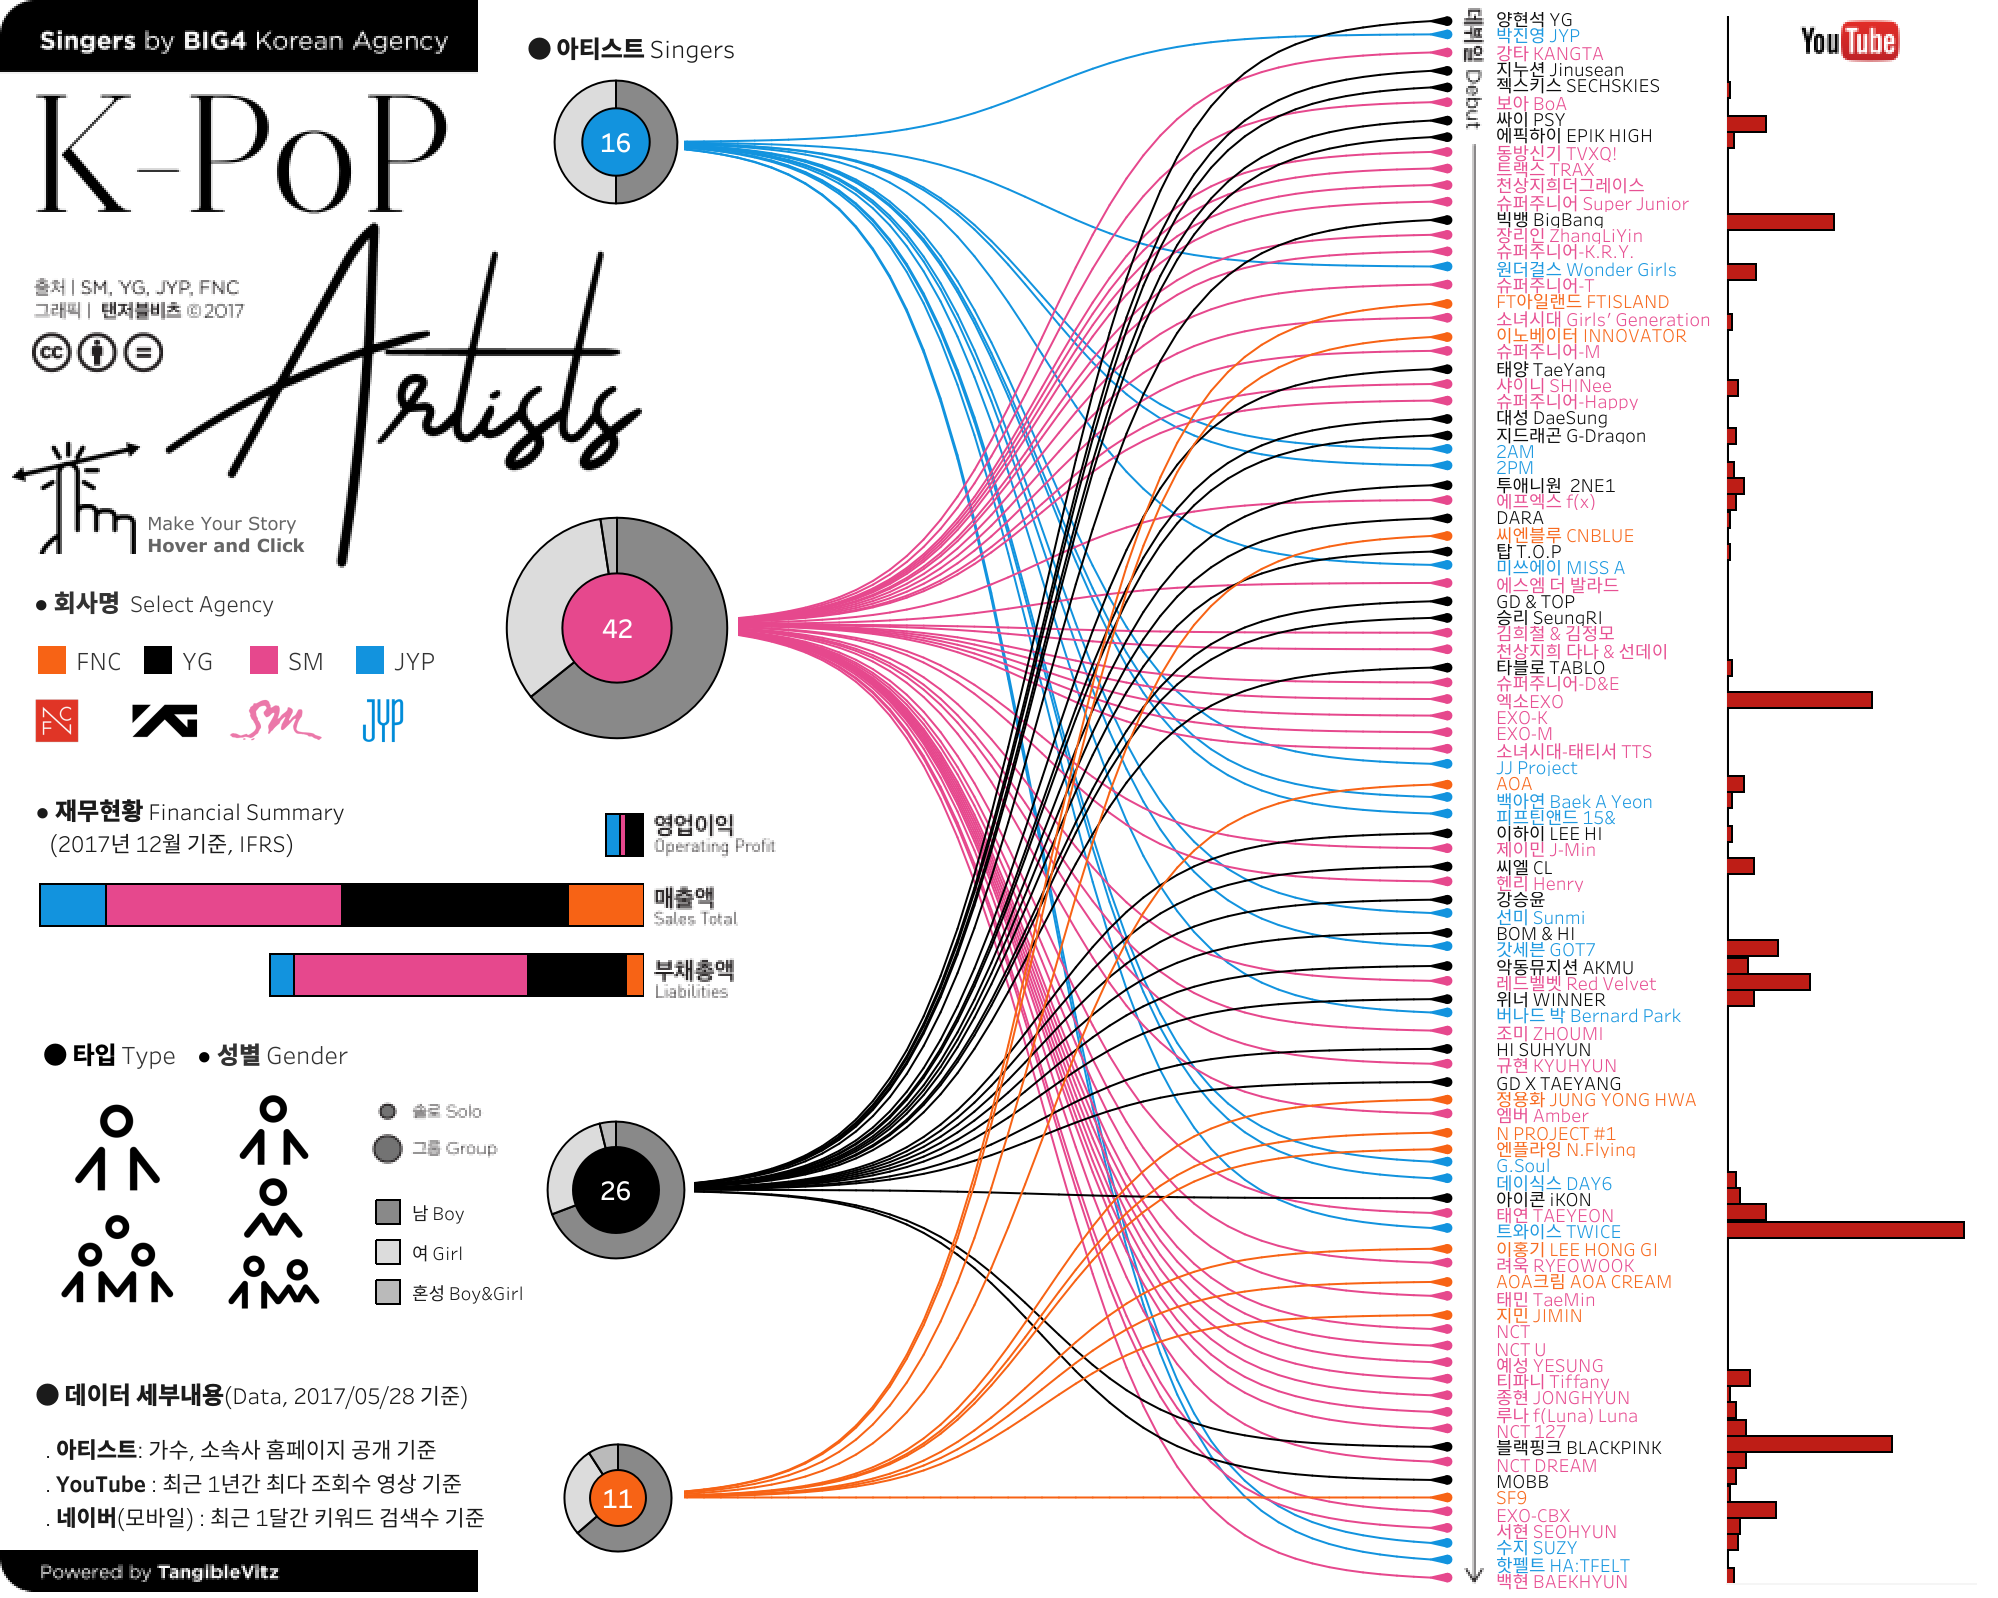 Singers by BIG4 Korean Agency
K-PoP
Artists
출처 | SM, YG, JYP, FNC
그래픽 | 탠저블비츠 ©2017
cc
Make Your Story
Hover and Click
● 회사명 Select Agency
FNC YG SM JYP
FNC YG SM JYP
● 재무현황 Financial Summary
(2017년 12월 기준, IFRS)
영업이익
Operating Profit
매출액
Sales Total
부채총액
Liabilities
● 타입 Type ● 성별 Gender
솔로 Solo
그룹 Group
남 Boy
여 Girl
혼성 Boy&Girl
● 데이터 세부내용(Data, 2017/05/28 기준)
. 아티스트: 가수, 소속사 홈페이지 공개 기준
. YouTube : 최근 1년간 최다 조회수 영상 기준
. 네이버(모바일) : 최근 1달간 키워드 검색수 기준
Powered by TangibleVitz
● 아티스트 Singers
16
42
26
11
데뷔일 Debut
양현석 YG
박진영 JYP
강타 KANGTA
지누션 Jinusean
젝스키스 SECHSKIES
보아 BoA
싸이 PSY
에픽하이 EPIK HIGH
동방신기 TVXQ!
트랙스 TRAX
천상지희더그레이스
슈퍼주니어 Super Junior
빅뱅 BigBang
장리인 ZhangLiYin
슈퍼주니어-K.R.Y.
원더걸스 Wonder Girls
슈퍼주니어-T
FT아일랜드 FTISLAND
소녀시대 Girls' Generation
이노베이터 INNOVATOR
슈퍼주니어-M
태양 TaeYang
샤이니 SHINee
슈퍼주니어-Happy
대성 DaeSung
지드래곤 G-Dragon
2AM
2PM
투애니원 2NE1
에프엑스 f(x)
DARA
씨엔블루 CNBLUE
탑 T.O.P
미쓰에이 MISS A
에스엠 더 발라드
GD & TOP
승리 SeungRI
김희철 & 김정모
천상지희 다나 & 선데이
타블로 TABLO
슈퍼주니어-D&E
엑소EXO
EXO-K
EXO-M
소녀시대-태티서 TTS
JJ Project
AOA
백아연 Baek A Yeon
피프틴앤드 15&
이하이 LEE HI
제이민 J-Min
씨엘 CL
헨리 Henry
강승윤
선미 Sunmi
BOM & HI
갓세븐 GOT7
악동뮤지션 AKMU
레드벨벳 Red Velvet
위너 WINNER
버나드 박 Bernard Park
조미 ZHOUMI
HI SUHYUN
규현 KYUHYUN
GD X TAEYANG
정용화 JUNG YONG HWA
엠버 Amber
N PROJECT #1
엔플라잉 N.Flying
G.Soul
데이식스 DAY6
아이콘 iKON
태연 TAEYEON
트와이스 TWICE
이홍기 LEE HONG GI
려욱 RYEOWOOK
AOA크림 AOA CREAM
태민 TaeMin
지민 JIMIN
NCT
NCT U
예성 YESUNG
티파니 Tiffany
종현 JONGHYUN
루나 f(Luna) Luna
NCT 127
블랙핑크 BLACKPINK
NCT DREAM
MOBB
SF9
EXO-CBX
서현 SEOHYUN
수지 SUZY
핫펠트 HA:TFELT
백현 BAEKHYUN
YouTube